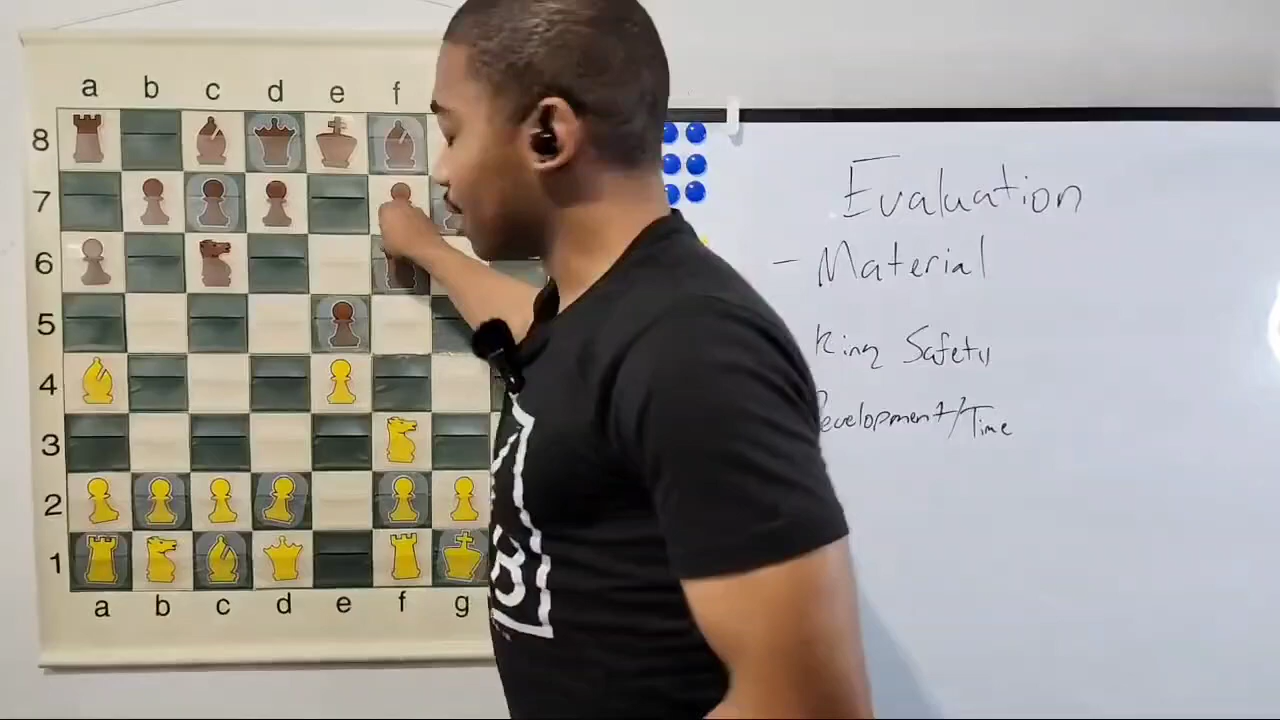 a b c d e f
8
7
6
5
4
3
2
1
a b c d e f g
Evaluation
- Material
King Safety
Development/Time
B